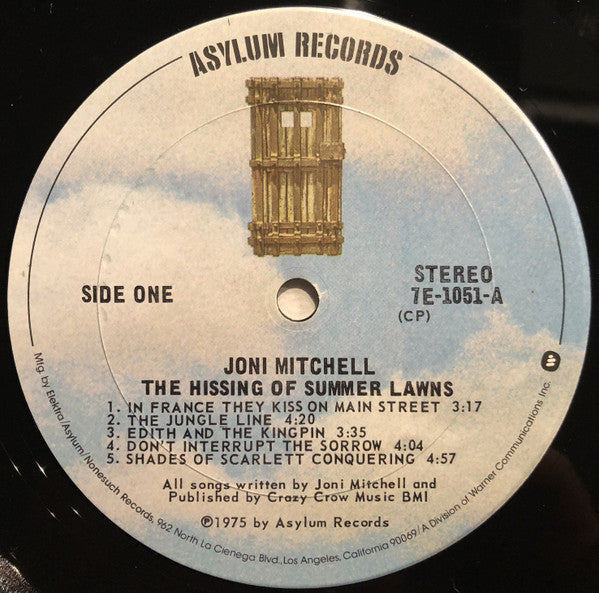 ASYLUM RECORDS
SIDE ONE
STEREO
7E-1051-A
(CP)
JONI MITCHELL
THE HISSING OF SUMMER LAWNS
1. IN FRANCE THEY KISS ON MAIN STREET 3:17
2. THE JUNGLE LINE 4:20
3. EDITH AND THE KINGPIN 3:35
4. DON'T INTERRUPT THE SORROW 4:04
5. SHADES OF SCARLETT CONQUERING 4:57
All songs written by Joni Mitchell and
Published by Crazy Crow Music BMI
Ⓟ1975 by Asylum Records
Mfg. by Elektra/Asylum/Nonesuch Records, 962 North La Cienega Blvd., Los Angeles, California 90069/A Division of Warner Communications Inc.